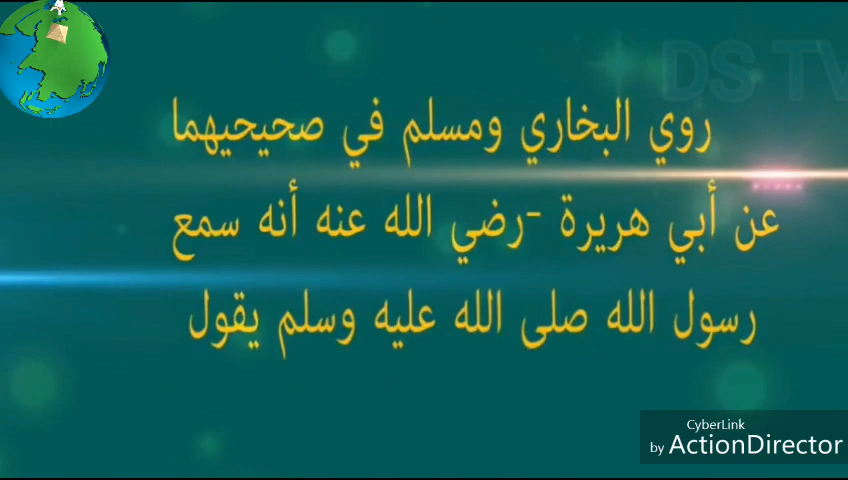 DS TV
روي البخاري ومسلم في صحيحيهما
عن أبي هريرة -رضي الله عنه أنه سمع
رسول الله صلى الله عليه وسلم يقول
CyberLink
by ActionDirector